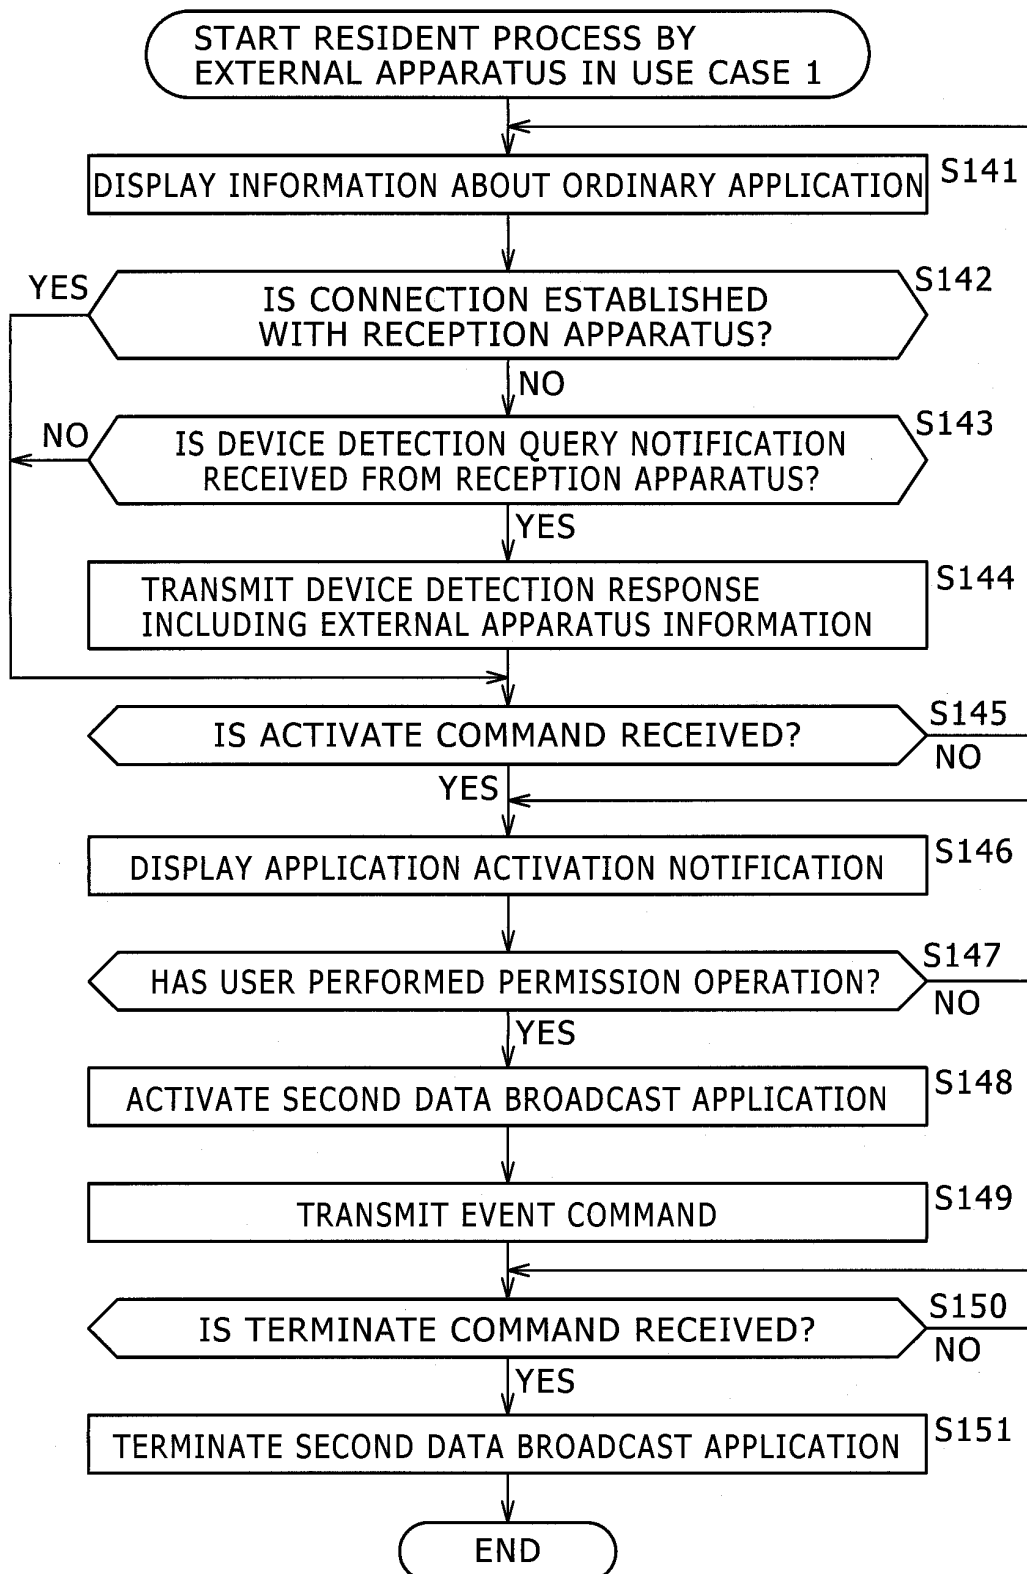 START RESIDENT PROCESS BY
EXTERNAL APPARATUS IN USE CASE 1
DISPLAY INFORMATION ABOUT ORDINARY APPLICATION
S141
YES
IS CONNECTION ESTABLISHED
WITH RECEPTION APPARATUS?
S142
NO
NO
IS DEVICE DETECTION QUERY NOTIFICATION
RECEIVED FROM RECEPTION APPARATUS?
S143
YES
TRANSMIT DEVICE DETECTION RESPONSE
INCLUDING EXTERNAL APPARATUS INFORMATION
S144
IS ACTIVATE COMMAND RECEIVED?
S145
NO
YES
DISPLAY APPLICATION ACTIVATION NOTIFICATION
S146
HAS USER PERFORMED PERMISSION OPERATION?
S147
NO
YES
ACTIVATE SECOND DATA BROADCAST APPLICATION
S148
TRANSMIT EVENT COMMAND
S149
IS TERMINATE COMMAND RECEIVED?
S150
NO
YES
TERMINATE SECOND DATA BROADCAST APPLICATION
S151
END